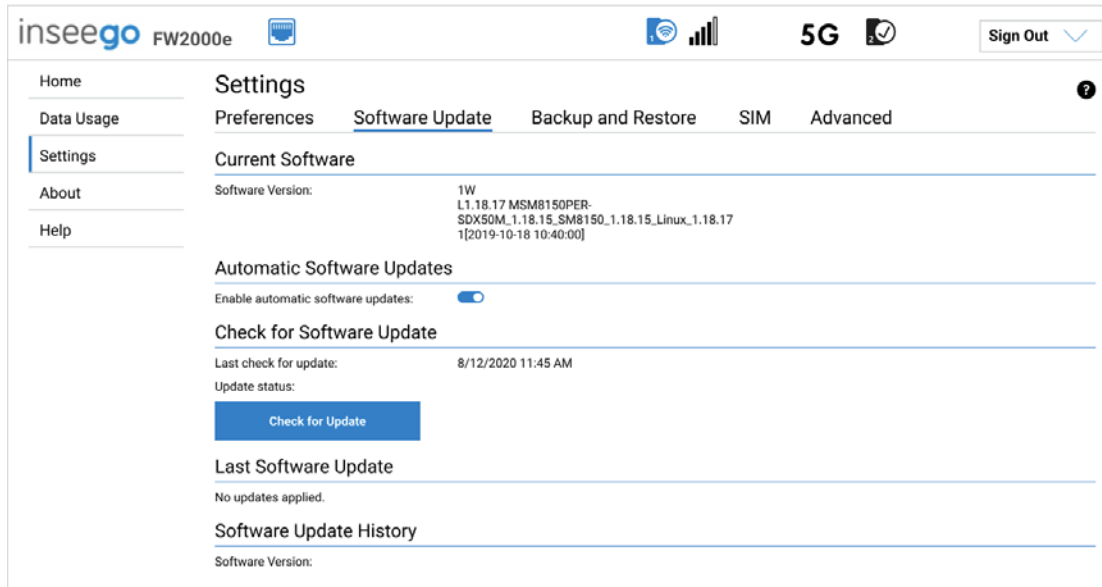 inseego FW2000e
1
5G
2
Sign Out
Home
Data Usage
Settings
About
Help
Settings
?
Preferences Software Update Backup and Restore SIM Advanced
Current Software
Software Version: 1W
L1.18.17 MSM8150PER-
SDX50M_1.18.15_SM8150_1.18.15_Linux_1.18.17
1[2019-10-18 10:40:00]
Automatic Software Updates
Enable automatic software updates:
Check for Software Update
Last check for update: 8/12/2020 11:45 AM
Update status:
Check for Update
Last Software Update
No updates applied.
Software Update History
Software Version: